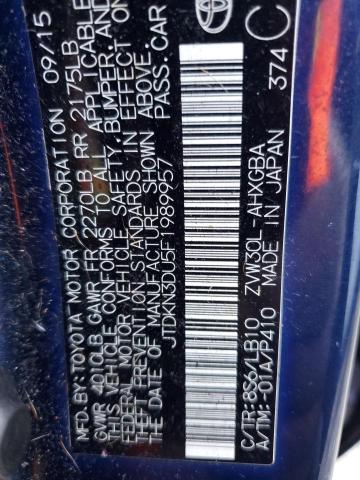 MFD.BY: TOYOTA MOTOR CORPORATION 09/15
GVWR 4010LB GAWR FR 2270LB RR 2175LB
THIS VEHICLE CONFORMS TO ALL APPLICABLE
FEDERAL MOTOR VEHICLE SAFETY, BUMPER, AND
THEFT PREVENTION STANDARDS IN EFFECT ON
THE DATE OF MANUFACTURE SHOWN ABOVE.
JTDKN3DU5F1989957 PASS.CAR
C/TR:8S6/LB10 ZVW30L-AHXGBA
A/TM:-OTA/P410 MADE IN JAPAN 374 C
TOYOTA